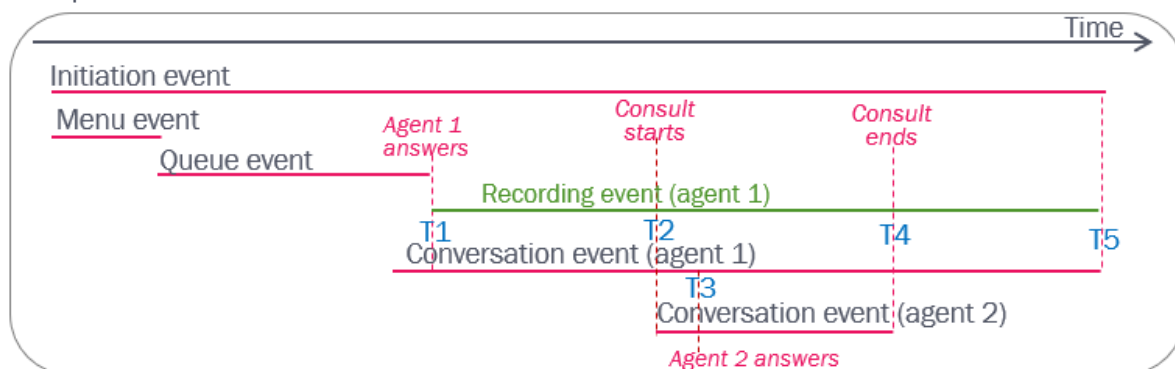 Time
Initiation event
Menu event
Agent 1
answers
Consult
starts
Consult
ends
Queue event
Recording event (agent 1)
T1
T2
T4
T5
Conversation event (agent 1)
T3
Conversation event (agent 2)
Agent 2 answers